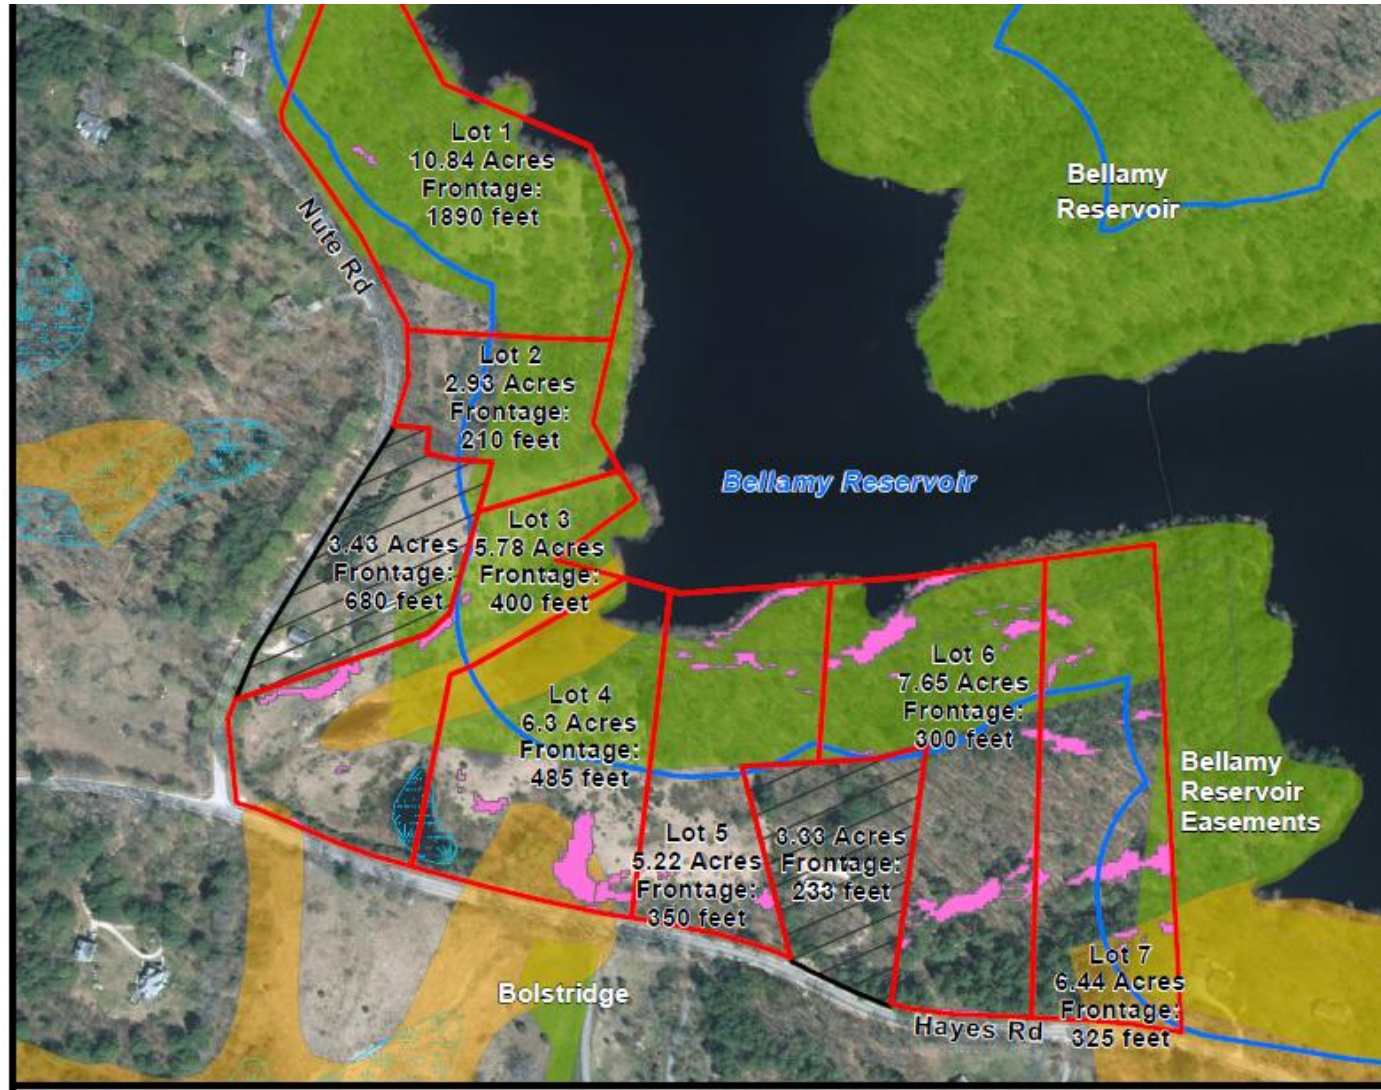 Lot 1
10.84 Acres
Frontage:
1890 feet
Bellamy
Reservoir
Nute Rd
Lot 2
2.93 Acres
Frontage:
210 feet
Bellamy Reservoir
Lot 3
5.78 Acres
Frontage:
400 feet
3.43 Acres
Frontage:
680 feet
Lot 4
6.3 Acres
Frontage:
485 feet
Lot 6
7.65 Acres
Frontage:
300 feet
Bellamy
Reservoir
Easements
Lot 5
5.22 Acres
Frontage:
350 feet
3.33 Acres
Frontage:
233 feet
Lot 7
6.44 Acres
Frontage:
325 feet
Bolstridge
Hayes Rd